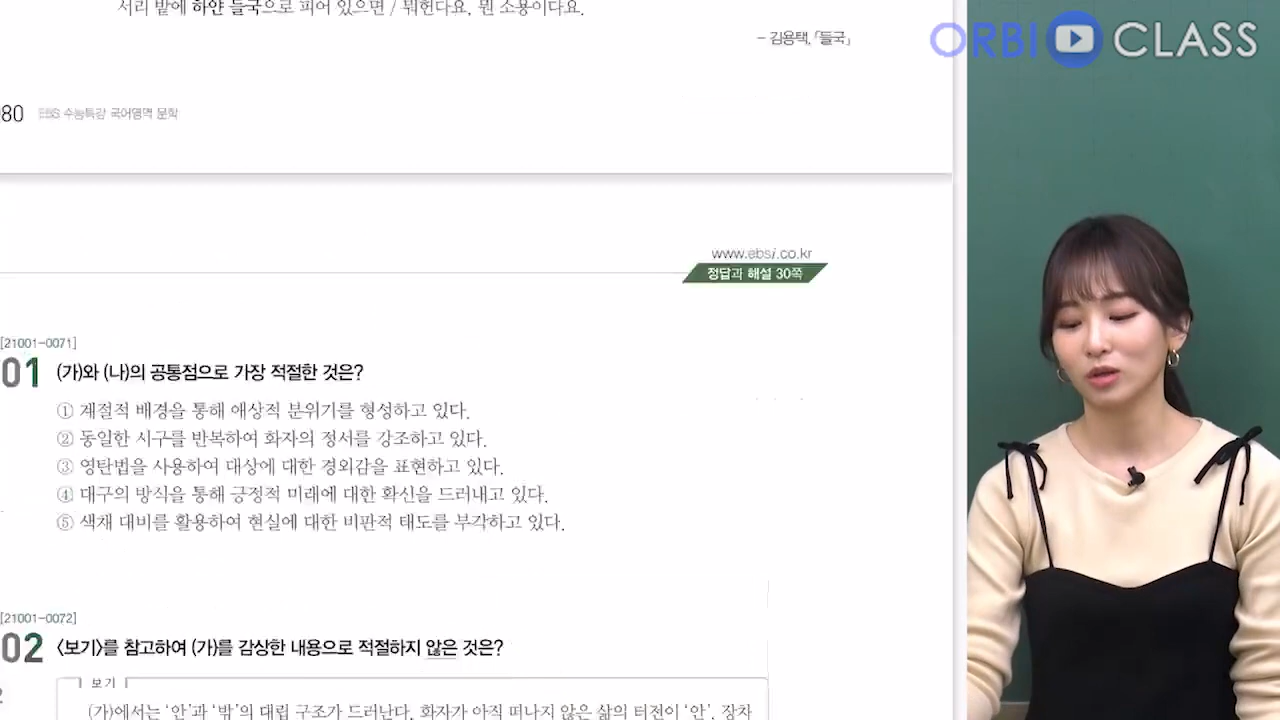 서리 밭에 하얀 들국으로 피어 있으면 / 뭐헌다요, 뭔 소용이다요.
– 김용택, 「들국」
ORBI CLASS
080 EBS 수능특강 국어영역 문학
www.ebsi.co.kr
정답과 해설 30쪽
[21001-0071]
01 (가)와 (나)의 공통점으로 가장 적절한 것은?
① 계절적 배경을 통해 애상적 분위기를 형성하고 있다.
② 동일한 시구를 반복하여 화자의 정서를 강조하고 있다.
③ 영탄법을 사용하여 대상에 대한 경외감을 표현하고 있다.
④ 대구의 방식을 통해 긍정적 미래에 대한 확신을 드러내고 있다.
⑤ 색채 대비를 활용하여 현실에 대한 비판적 태도를 부각하고 있다.
[21001-0072]
02 〈보기〉를 참고하여 (가)를 감상한 내용으로 적절하지 않은 것은?
보기
(가)에서는 '안'과 '밖'의 대립 구조가 드러난다. 화자가 아직 떠나지 않은 삶의 터전이 '안', 장차